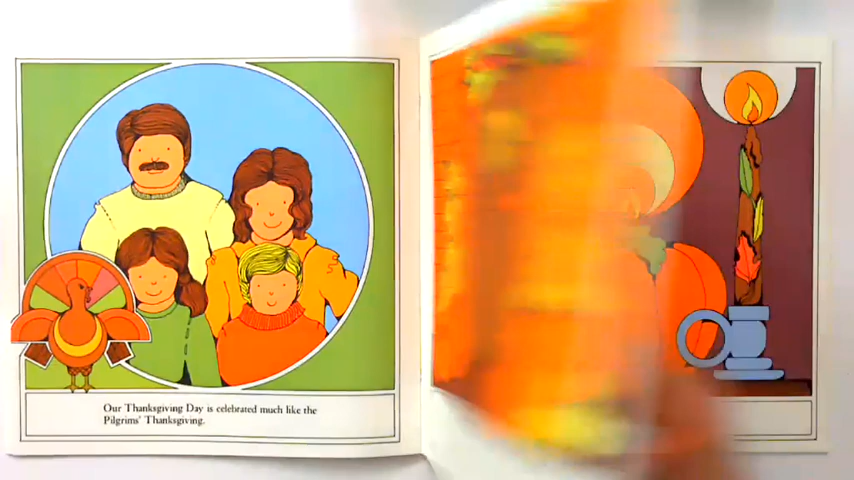 Our Thanksgiving Day is celebrated much like the
Pilgrims' Thanksgiving.